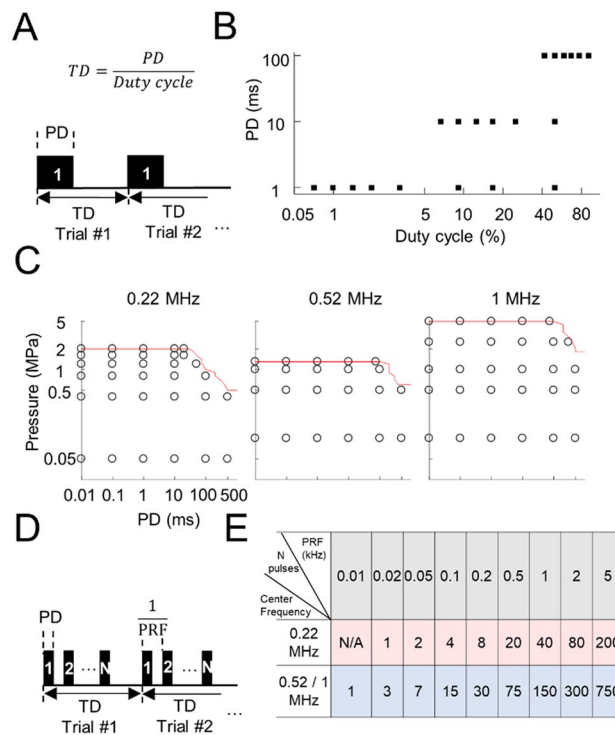 A
TD = PD / Duty cycle
PD
1
1
TD
TD
Trial #1
Trial #2
...
B
PD (ms)
100
10
1
0.05
1
5
10
20
40
80
Duty cycle (%)
C
0.22 MHz
0.52 MHz
1 MHz
Pressure (MPa)
5
2
1
0.5
0.05
0.01
0.1
1
10
100
500
PD (ms)
D
PD
1
PRF
1
2
...
N
1
2
...
N
TD
TD
Trial #1
Trial #2
...
E
N pulses
PRF (kHz)
Center Frequency
0.01 0.02 0.05 0.1 0.2 0.5 1 2 5
0.22 MHz N/A 1 2 4 8 20 40 80 200
0.52 / 1 MHz 1 3 7 15 30 75 150 300 750